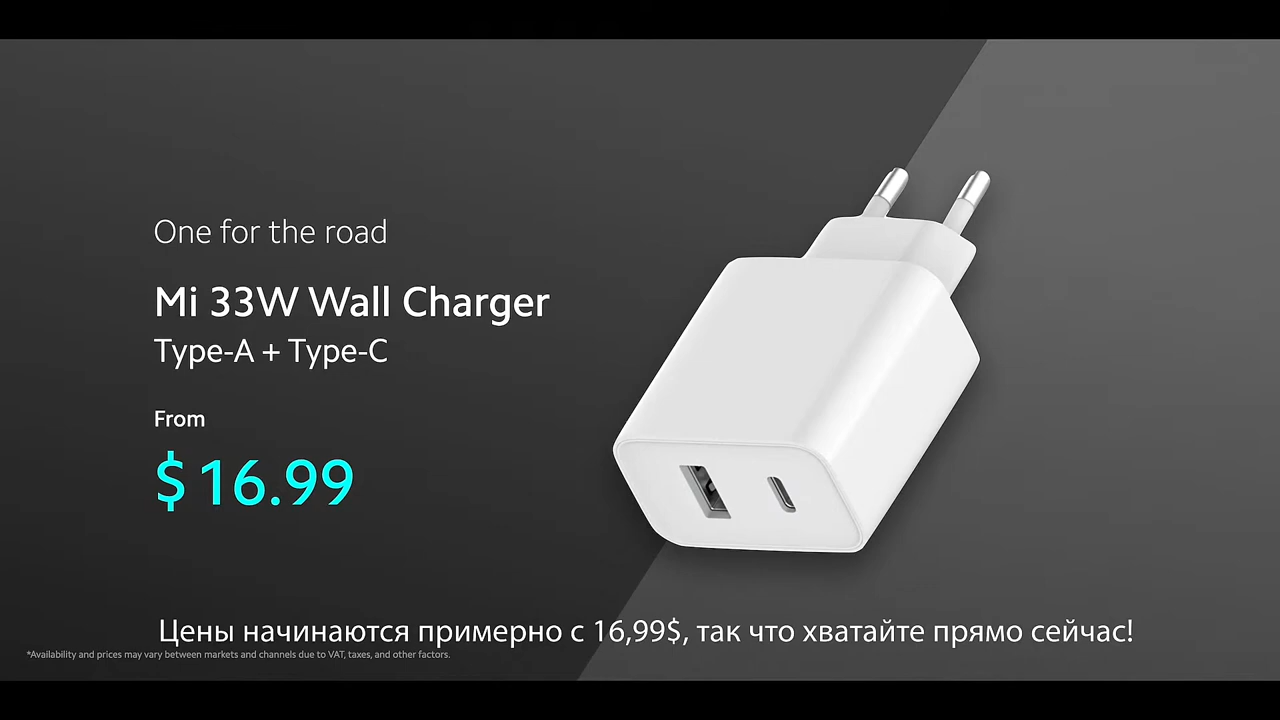 One for the road
Mi 33W Wall Charger
Type-A + Type-C
From
$16.99
Цены начинаются примерно с 16,99$, так что хватайте прямо сейчас!
*Availability and prices may vary between markets and channels due to VAT, taxes, and other factors.